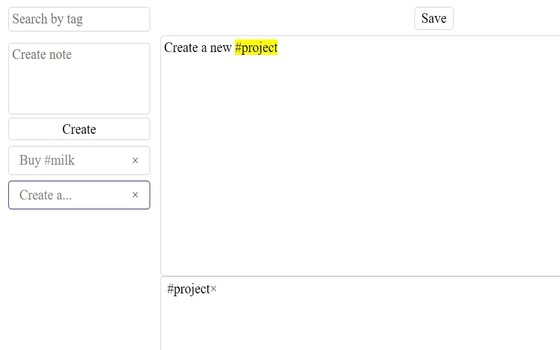 Search by tag
Create note
Create
Buy #milk ×
Create a... ×
Save
Create a new #project
#project×